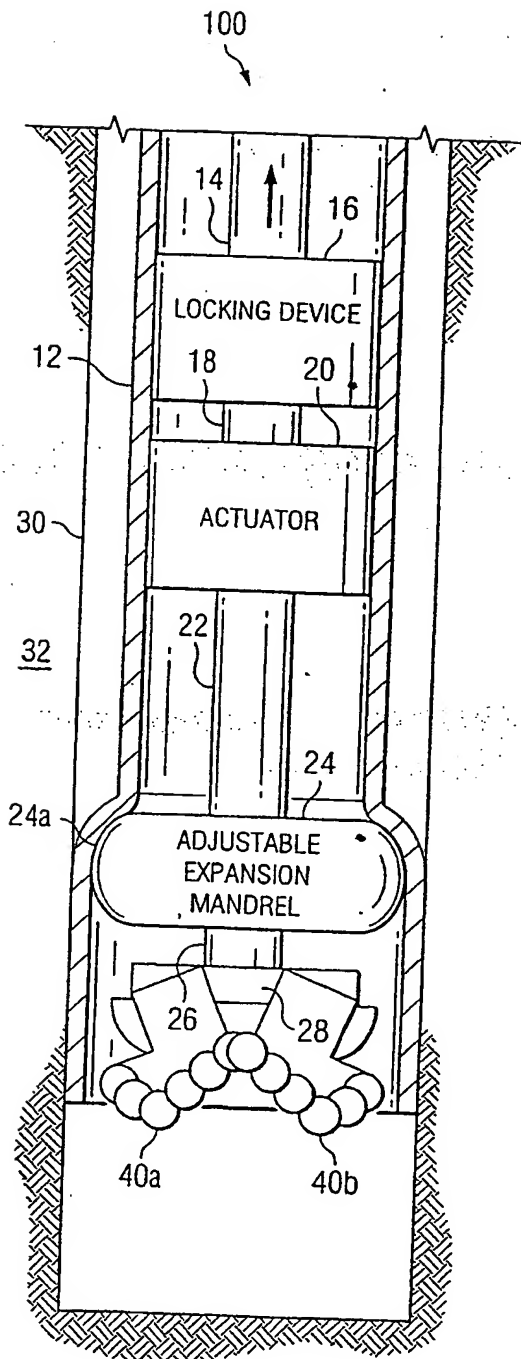 100
14
16
LOCKING DEVICE
12
18
20
ACTUATOR
30
22
32
24
24a
ADJUSTABLE
EXPANSION
MANDREL
26
28
40a
40b